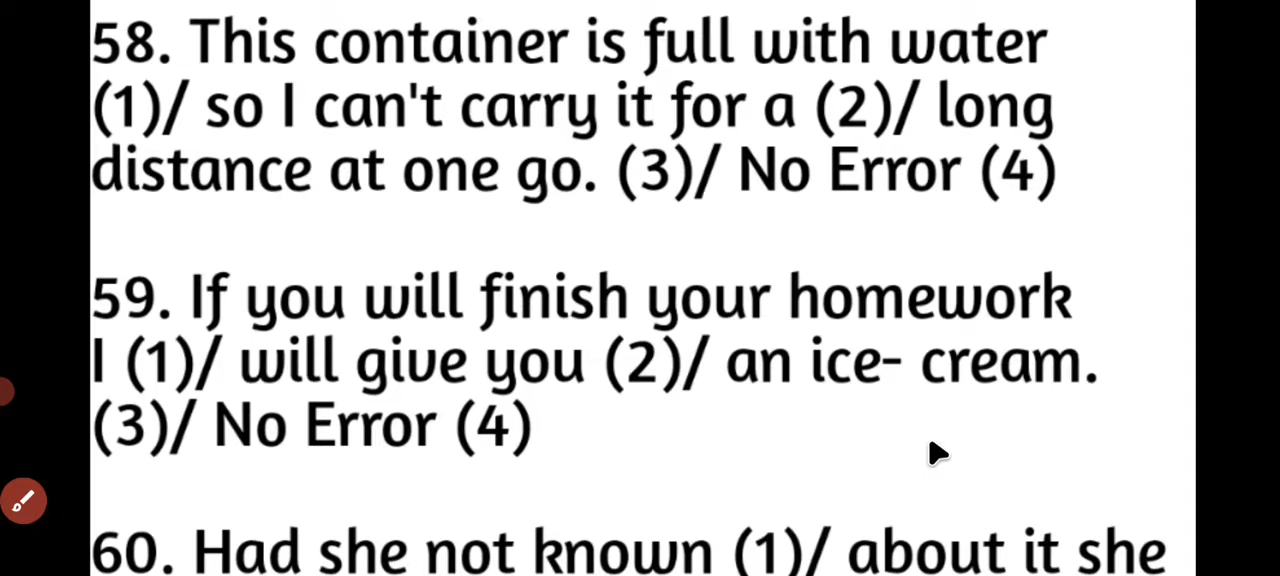 58. This container is full with water
(1)/ so I can't carry it for a (2)/ long
distance at one go. (3)/ No Error (4)
59. If you will finish your homework
I (1)/ will give you (2)/ an ice- cream.
(3)/ No Error (4)
60. Had she not known (1)/ about it she